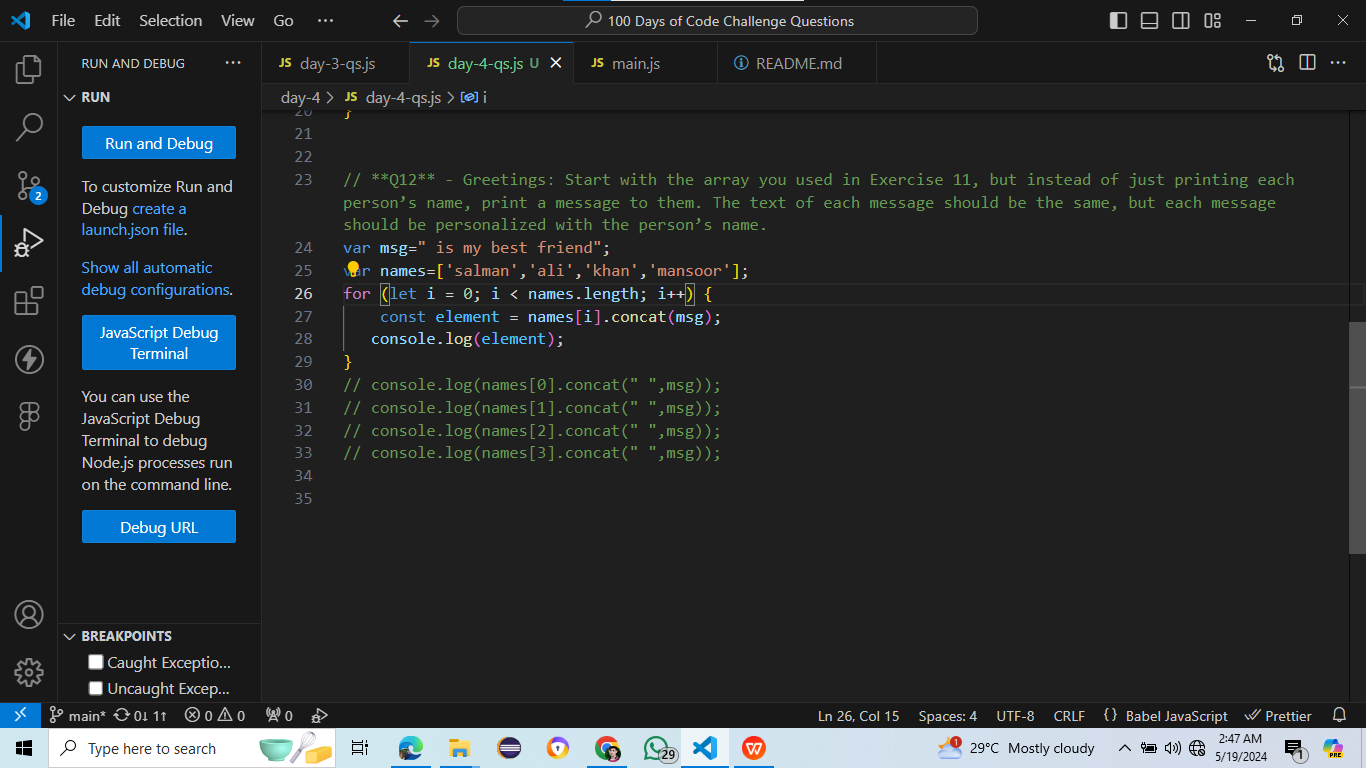 File Edit Selection View Go ··· 100 Days of Code Challenge Questions
RUN AND DEBUG ··· JS day-3-qs.js JS day-4-qs.js U JS main.js README.md ···
RUN
day-4 > JS day-4-qs.js > i
Run and Debug
To customize Run and
Debug create a
launch.json file.
Show all automatic
debug configurations.
JavaScript Debug
Terminal
You can use the
JavaScript Debug
Terminal to debug
Node.js processes run
on the command line.
Debug URL
BREAKPOINTS
Caught Exceptio...
Uncaught Excep...
2
20 }
21
22
23 // **Q12** - Greetings: Start with the array you used in Exercise 11, but instead of just printing each
person’s name, print a message to them. The text of each message should be the same, but each message
should be personalized with the person’s name.
24 var msg=" is my best friend";
25 var names=['salman','ali','khan','mansoor'];
26 for (let i = 0; i < names.length; i++) {
27 const element = names[i].concat(msg);
28 console.log(element);
29 }
30 // console.log(names[0].concat(" ",msg));
31 // console.log(names[1].concat(" ",msg));
32 // console.log(names[2].concat(" ",msg));
33 // console.log(names[3].concat(" ",msg));
34
35
main* 0↓ 1↑ 0 0 0 Ln 26, Col 15 Spaces: 4 UTF-8 CRLF {} Babel JavaScript Prettier
Type here to search 29 1 29°C Mostly cloudy 2:47 AM 1 PRE
5/19/2024